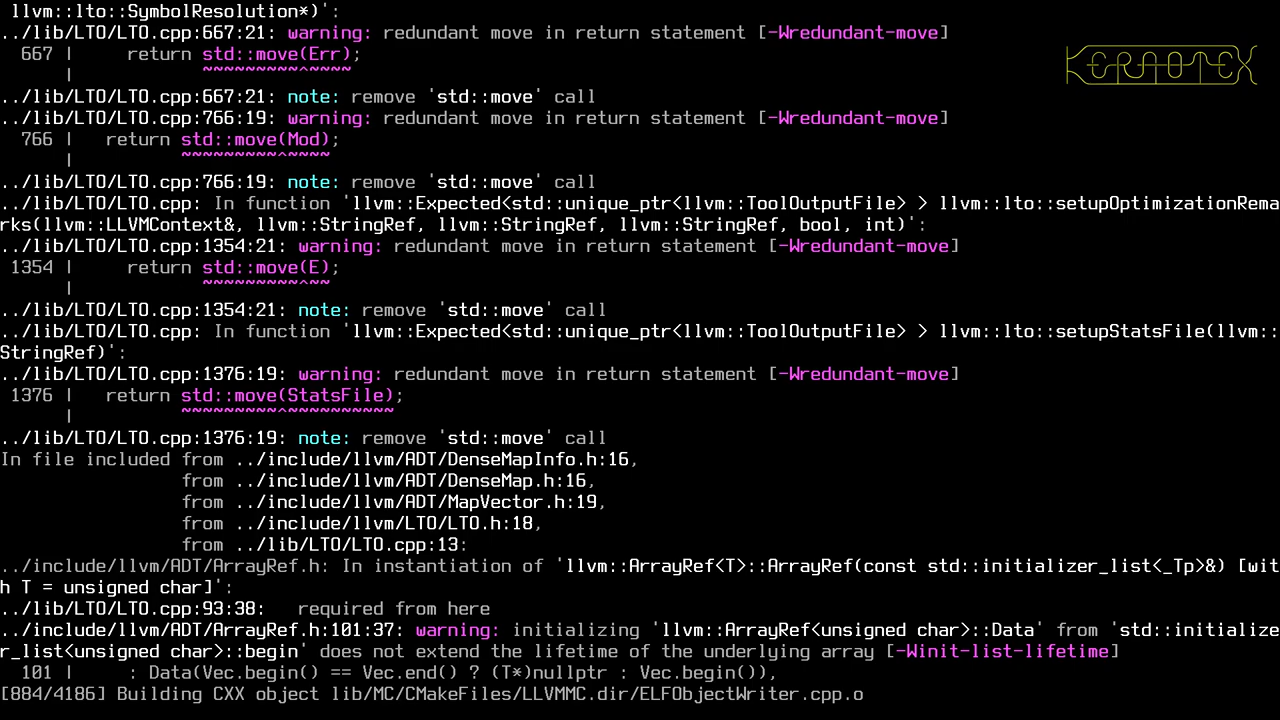 llvm::lto::SymbolResolution*)':
../lib/LTO/LTO.cpp:667:21: warning: redundant move in return statement [-Wredundant-move]
667 |     return std::move(Err);
    |            ~~~~~~~~~^~~~~
../lib/LTO/LTO.cpp:667:21: note: remove 'std::move' call
../lib/LTO/LTO.cpp:766:19: warning: redundant move in return statement [-Wredundant-move]
766 |   return std::move(Mod);
    |          ~~~~~~~~~^~~~~
../lib/LTO/LTO.cpp:766:19: note: remove 'std::move' call
../lib/LTO/LTO.cpp: In function 'llvm::Expected<std::unique_ptr<llvm::ToolOutputFile> > llvm::lto::setupOptimizationRema
rks(llvm::LLVMContext&, llvm::StringRef, llvm::StringRef, llvm::StringRef, bool, int)':
../lib/LTO/LTO.cpp:1354:21: warning: redundant move in return statement [-Wredundant-move]
1354 |     return std::move(E);
     |            ~~~~~~~~~^~~
../lib/LTO/LTO.cpp:1354:21: note: remove 'std::move' call
../lib/LTO/LTO.cpp: In function 'llvm::Expected<std::unique_ptr<llvm::ToolOutputFile> > llvm::lto::setupStatsFile(llvm::
StringRef)':
../lib/LTO/LTO.cpp:1376:19: warning: redundant move in return statement [-Wredundant-move]
1376 |   return std::move(StatsFile);
     |          ~~~~~~~~~^~~~~~~~~~~
../lib/LTO/LTO.cpp:1376:19: note: remove 'std::move' call
In file included from ../include/llvm/ADT/DenseMapInfo.h:16,
                 from ../include/llvm/ADT/DenseMap.h:16,
                 from ../include/llvm/ADT/MapVector.h:19,
                 from ../include/llvm/LTO/LTO.h:18,
                 from ../lib/LTO/LTO.cpp:13:
../include/llvm/ADT/ArrayRef.h: In instantiation of 'llvm::ArrayRef<T>::ArrayRef(const std::initializer_list<_Tp>&) [wit
h T = unsigned char]':
../lib/LTO/LTO.cpp:93:38:   required from here
../include/llvm/ADT/ArrayRef.h:101:37: warning: initializing 'llvm::ArrayRef<unsigned char>::Data' from 'std::initialize
r_list<unsigned char>::begin' does not extend the lifetime of the underlying array [-Winit-list-lifetime]
101 |     : Data(Vec.begin() == Vec.end() ? (T*)nullptr : Vec.begin()),
[884/4186] Building CXX object lib/MC/CMakeFiles/LLVMMC.dir/ELFObjectWriter.cpp.o
KERAOTEX